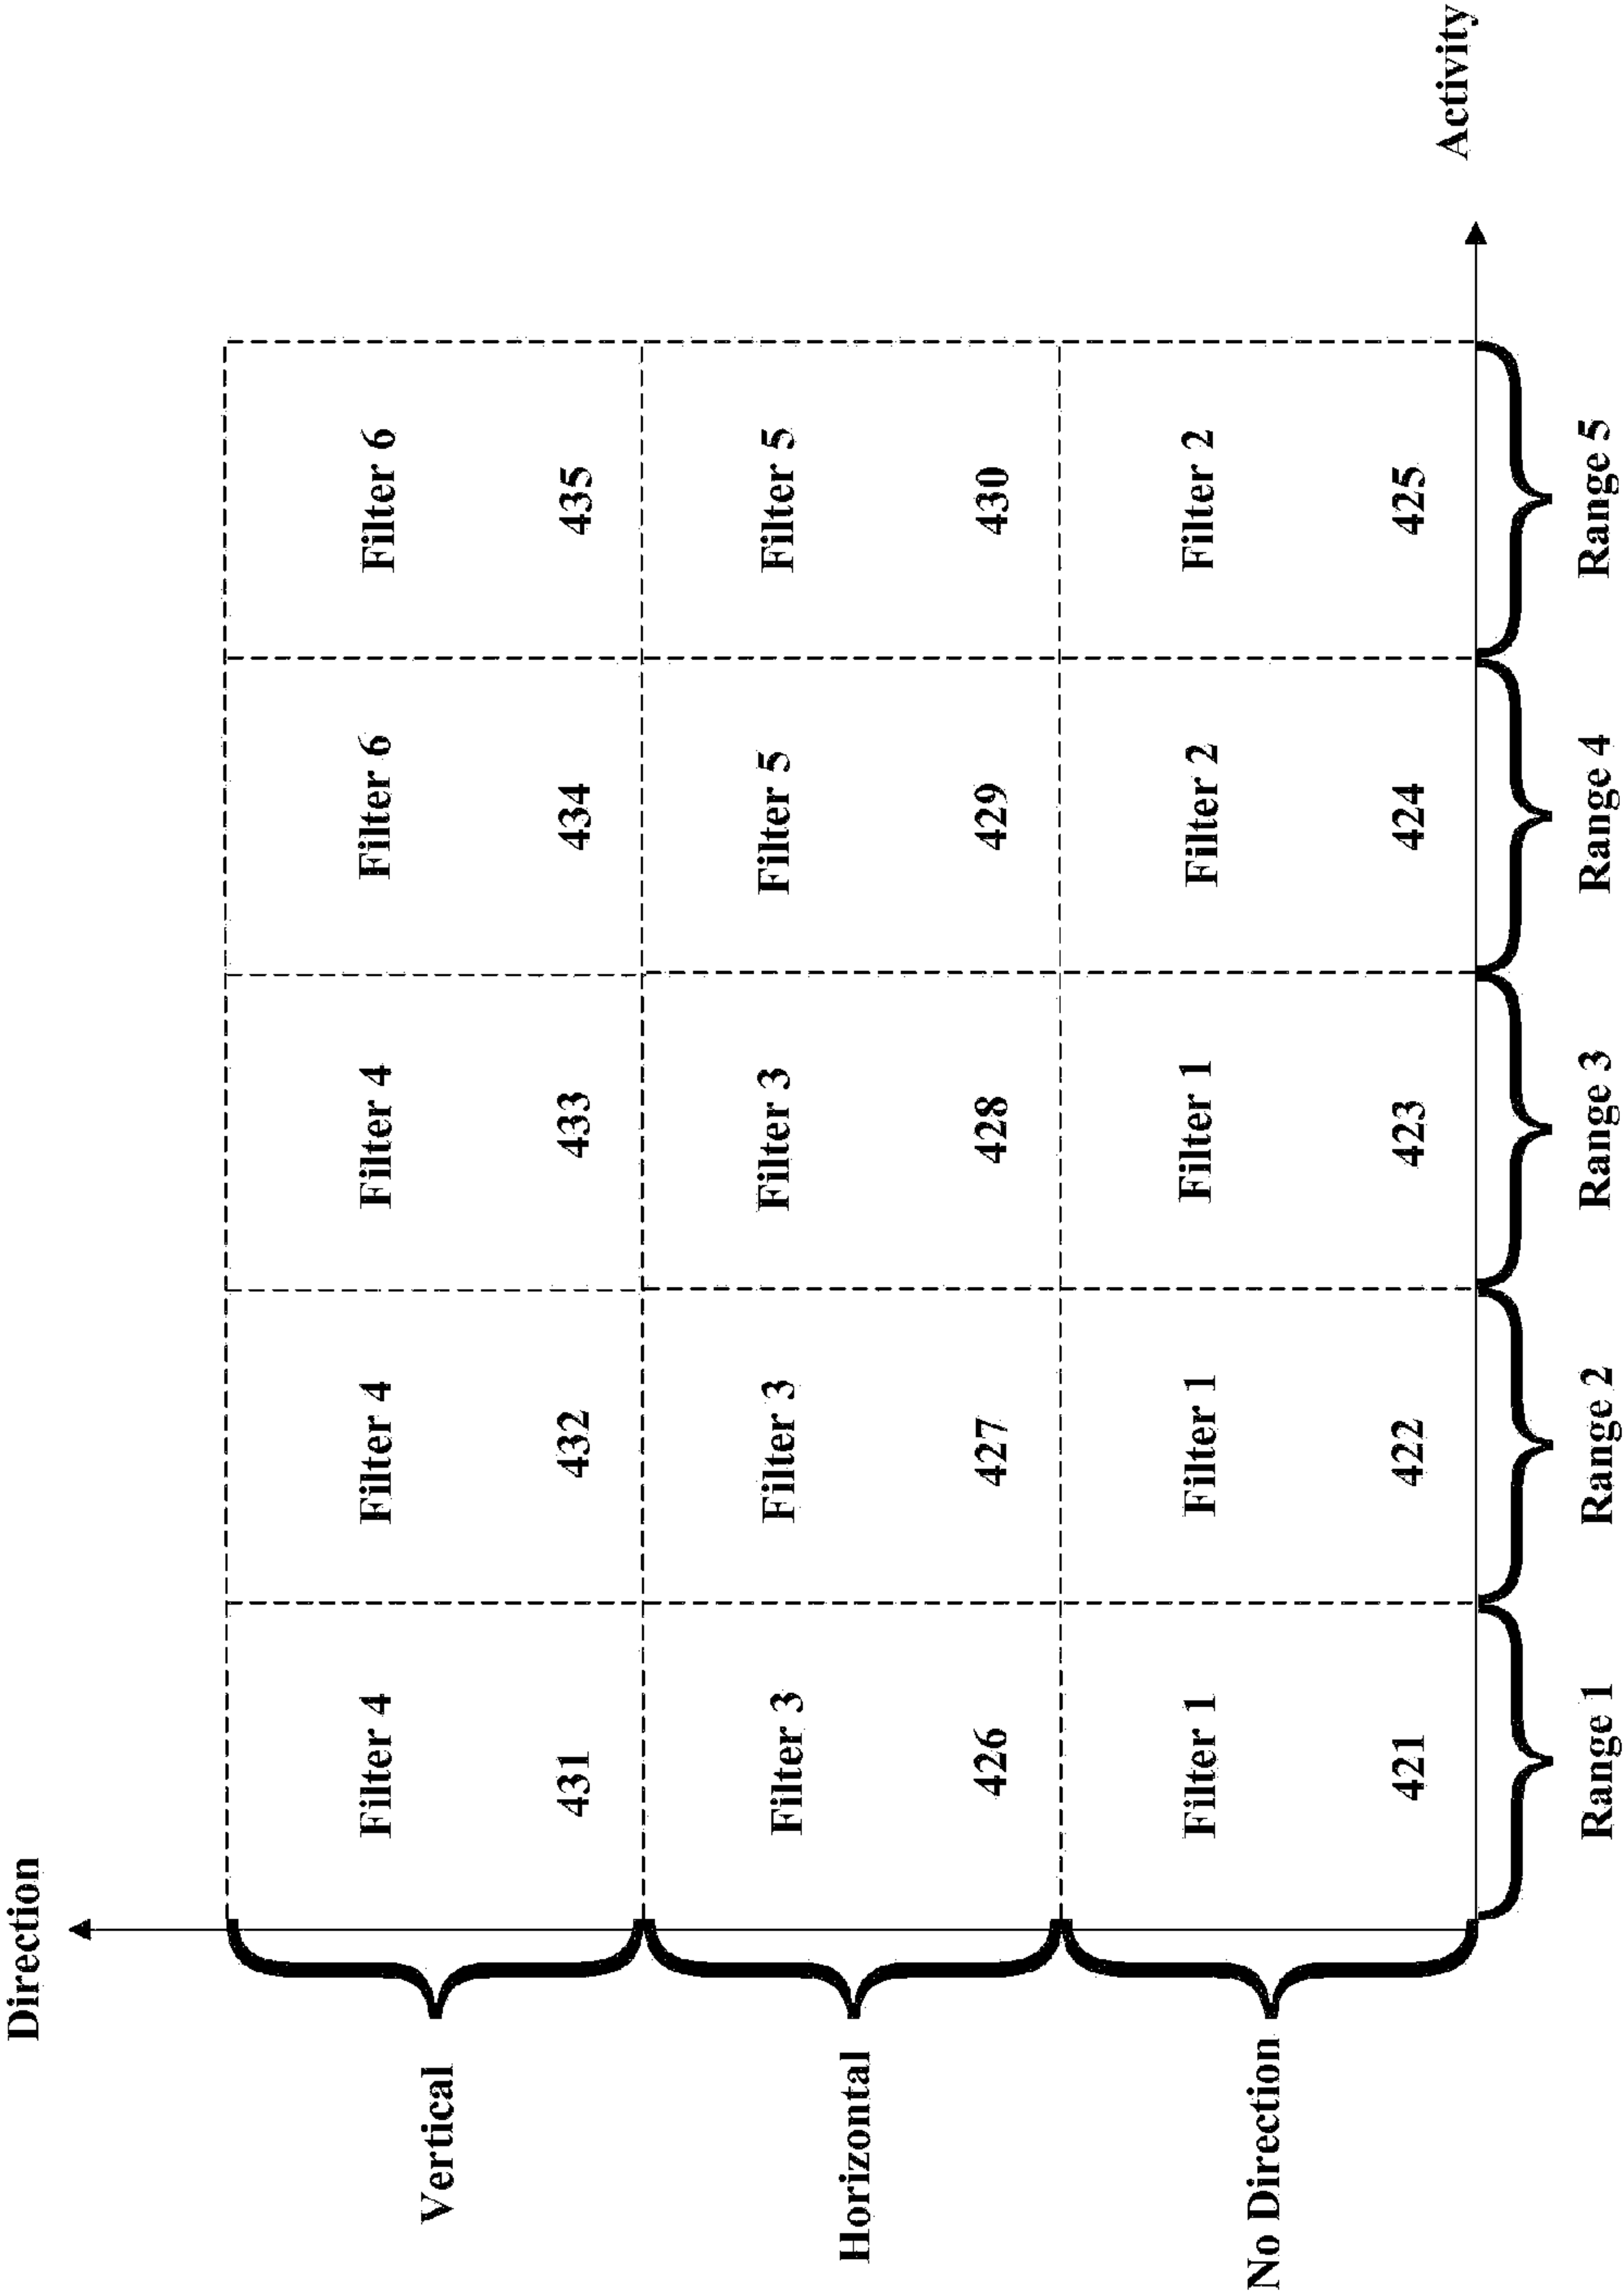 Direction
Vertical
Filter 4
Filter 4
Filter 4
Filter 6
Filter 6
431
432
433
434
435
Horizontal
Filter 3
Filter 3
Filter 3
Filter 5
Filter 5
426
427
428
429
430
No Direction
Filter 1
Filter 1
Filter 1
Filter 2
Filter 2
421
422
423
424
425
Activity
Range 1
Range 2
Range 3
Range 4
Range 5